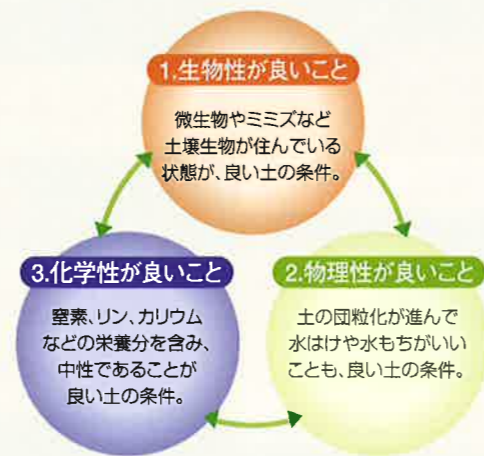 1.生物性が良いこと
微生物やミミズなど
土壌生物が住んでいる
状態が、良い土の条件。
3.化学性が良いこと
窒素、リン、カリウム
などの栄養分を含み、
中性であることが
良い土の条件。
2.物理性が良いこと
土の団粒化が進んで
水はけや水もちがいい
ことも、良い土の条件。